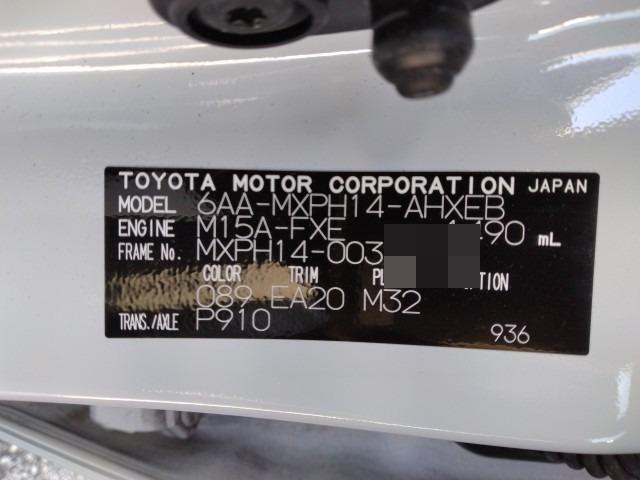 TOYOTA MOTOR CORPORATION JAPAN
MODEL 6AA-MXPH14-AHXEB
ENGINE M15A-FXE 1490 mL
FRAME No. MXPH14-003
COLOR TRIM
089 EA20 M32
TRANS./AXLE P910 936